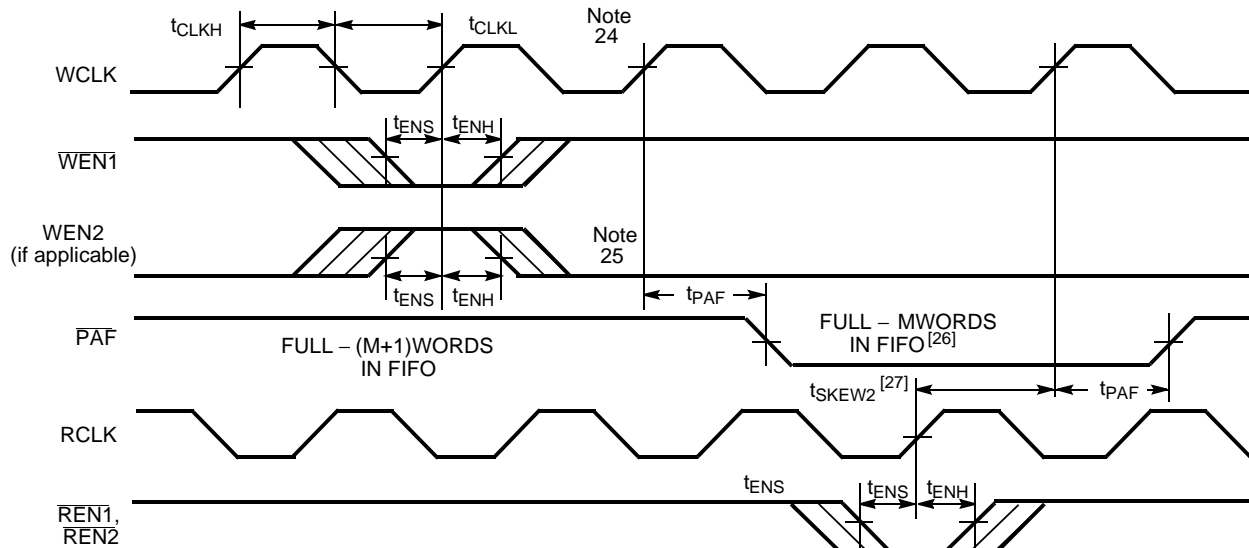 tCLKH
tCLKL
Note
24
WCLK
tENS
tENH
WEN1
WEN2
(if applicable)
Note
25
tENS
tENH
tPAF
PAF
FULL – (M+1)WORDS
IN FIFO
FULL – MWORDS
IN FIFO[26]
tSKEW2 [27]
tPAF
RCLK
tENS
tENS
tENH
REN1,
REN2